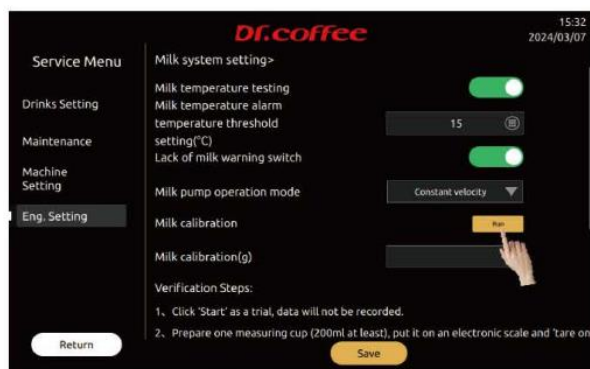 Dr.coffee
15:32
2024/03/07
Service Menu
Drinks Setting
Maintenance
Machine
Setting
Eng. Setting
Return
Milk system setting>
Milk temperature testing
Milk temperature alarm
temperature threshold
setting(°C)
15
Lack of milk warning switch
Milk pump operation mode
Constant velocity
Milk calibration
Run
Milk calibration(g)
Verification Steps:
1、Click 'Start' as a trial, data will not be recorded.
2、Prepare one measuring cup (200ml at least), put it on an electronic scale and 'tare on
Save